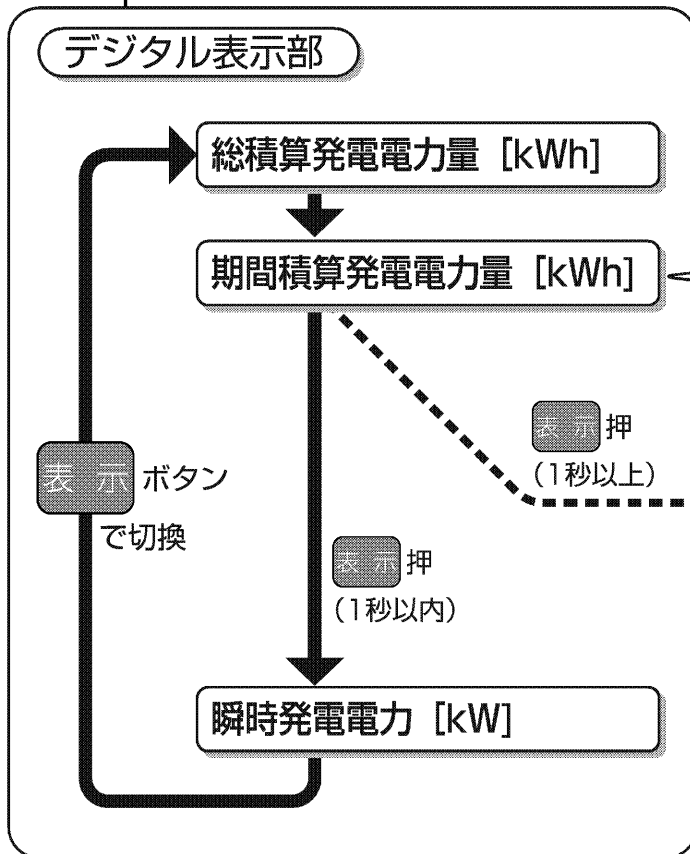 デジタル表示部
総積算発電電力量［kWh］
期間積算発電電力量［kWh］
表 示 押
（1秒以上）
表 示 ボタン
で切換
表 示 押
（1秒以内）
瞬時発電電力［kW］